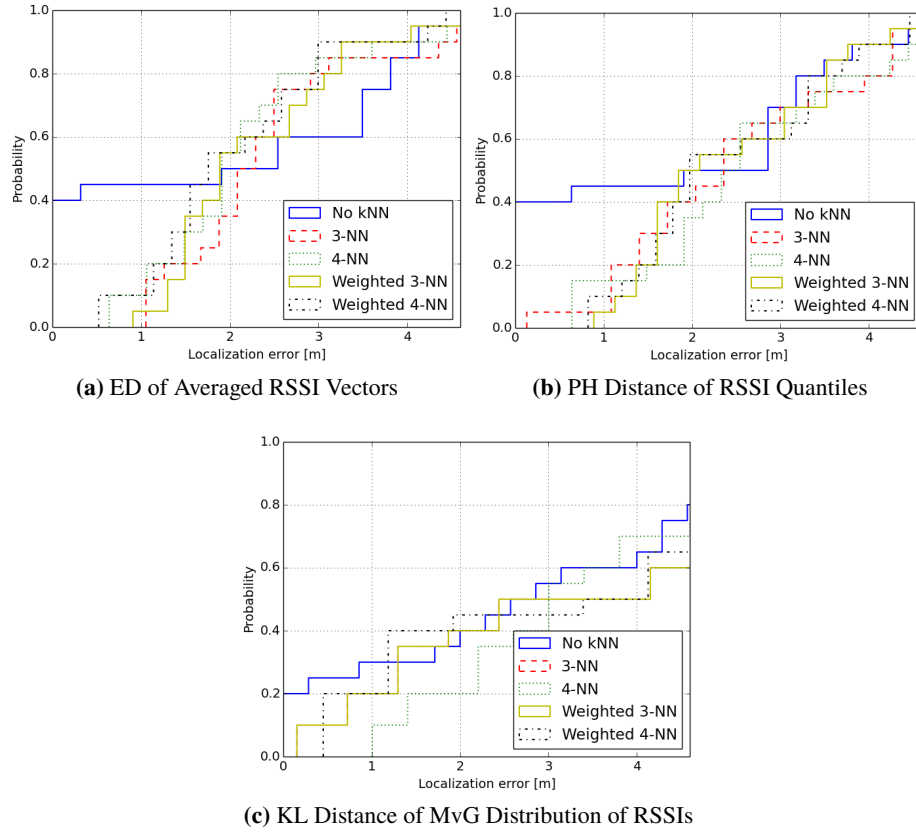 1.0
0.8
0.6
0.4
0.2
0.0
Probability
1
2
3
4
Localization error [m]
No kNN
3-NN
4-NN
Weighted 3-NN
Weighted 4-NN
(a) ED of Averaged RSSI Vectors
1.0
0.8
0.6
0.4
0.2
0.0
Probability
0
1
2
3
4
Localization error [m]
No kNN
3-NN
4-NN
Weighted 3-NN
Weighted 4-NN
(b) PH Distance of RSSI Quantiles
1.0
0.8
0.6
0.4
0.2
0.0
Probability
0
1
2
3
4
Localization error [m]
No kNN
3-NN
4-NN
Weighted 3-NN
Weighted 4-NN
(c) KL Distance of MvG Distribution of RSSIs